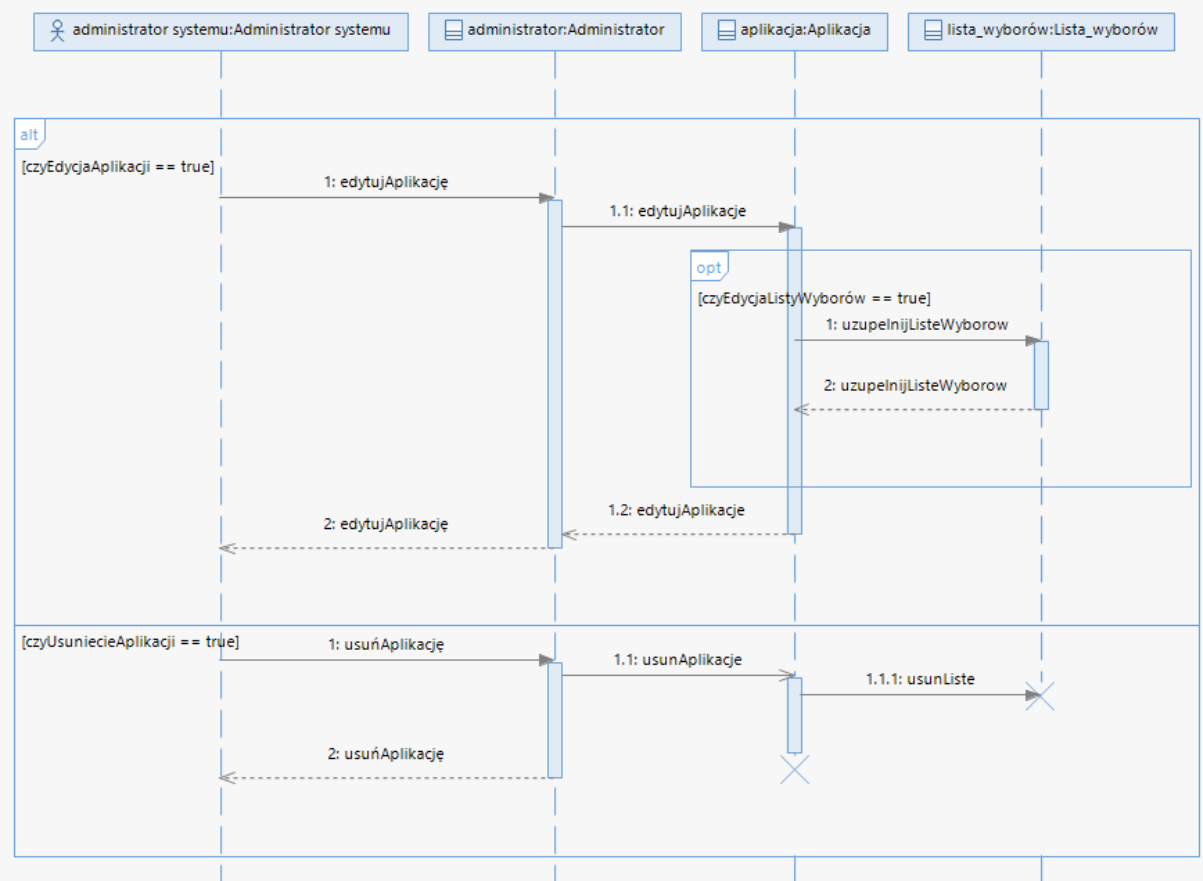 administrator systemu:Administrator systemu
administrator:Administrator
aplikacja:Aplikacja
lista_wyborów:Lista_wyborów
alt
[czyEdycjaAplikacji == true]
1: edytujAplikację
1.1: edytujAplikacje
opt
[czyEdycjaListyWyborów == true]
1: uzupelnijListeWyborow
2: uzupelnijListeWyborow
1.2: edytujAplikacje
2: edytujAplikację
[czyUsuniecieAplikacji == true]
1: usuńAplikację
1.1: usunAplikacje
1.1.1: usunListe
2: usuńAplikację